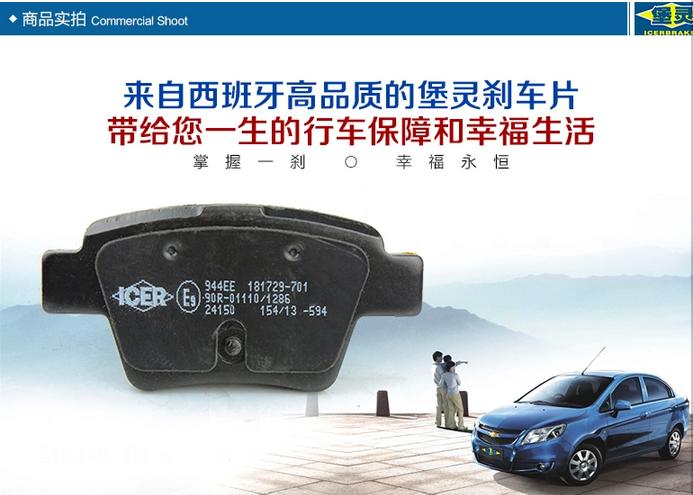 商品实拍 Commercial Shoot
堡灵
ICERBRAKE
来自西班牙高品质的堡灵刹车片
带给您一生的行车保障和幸福生活
掌握一刹 ○ 幸福永恒
ICER E9
944EE 181729-701
90R-01110/1286
24150 154/13 -594